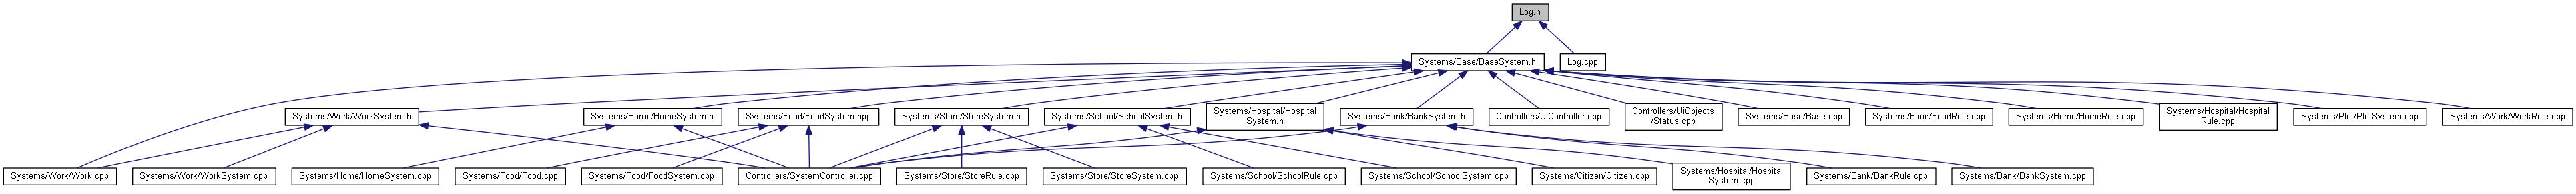 Log.h
Systems/Base/BaseSystem.h
Log.cpp
Systems/Work/WorkSystem.h
Systems/Home/HomeSystem.h
Systems/Food/FoodSystem.hpp
Systems/Store/StoreSystem.h
Systems/School/SchoolSystem.h
Systems/Hospital/Hospital
System.h
Systems/Bank/BankSystem.h
Controllers/UIController.cpp
Controllers/UiObjects
/Status.cpp
Systems/Base/Base.cpp
Systems/Food/FoodRule.cpp
Systems/Home/HomeRule.cpp
Systems/Hospital/Hospital
Rule.cpp
Systems/Plot/PlotSystem.cpp
Systems/Work/WorkRule.cpp
Systems/Work/Work.cpp
Systems/Work/WorkSystem.cpp
Systems/Home/HomeSystem.cpp
Systems/Food/Food.cpp
Systems/Food/FoodSystem.cpp
Controllers/SystemController.cpp
Systems/Store/StoreRule.cpp
Systems/Store/StoreSystem.cpp
Systems/School/SchoolRule.cpp
Systems/School/SchoolSystem.cpp
Systems/Citizen/Citizen.cpp
Systems/Hospital/Hospital
System.cpp
Systems/Bank/BankRule.cpp
Systems/Bank/BankSystem.cpp